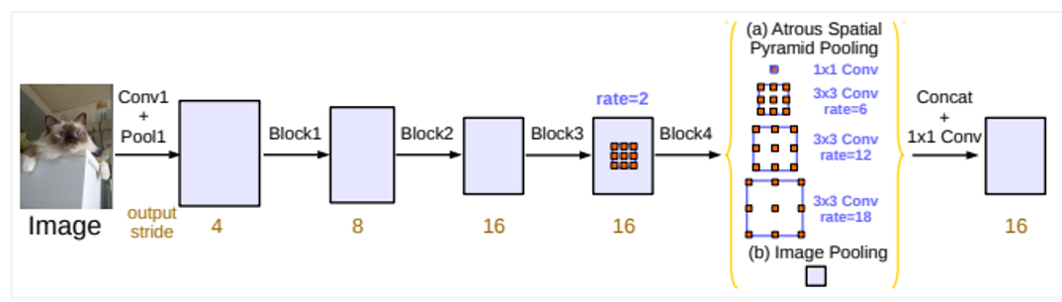 Image
Conv1
+
Pool1
output
stride
4
Block1
8
Block2
16
Block3
rate=2
16
Block4
(a) Atrous Spatial
Pyramid Pooling
1x1 Conv
3x3 Conv
rate=6
3x3 Conv
rate=12
3x3 Conv
rate=18
(b) Image Pooling
Concat
+
1x1 Conv
16